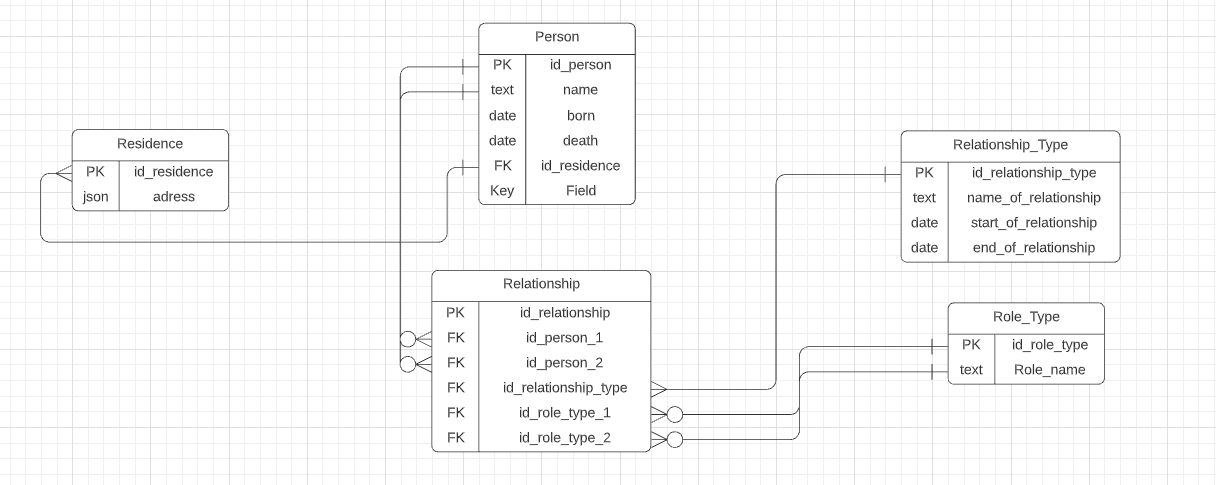 Person
PK id_person
text name
date born
date death
FK id_residence
Key Field
Residence
PK id_residence
json adress
Relationship_Type
PK id_relationship_type
text name_of_relationship
date start_of_relationship
date end_of_relationship
Relationship
PK id_relationship
FK id_person_1
FK id_person_2
FK id_relationship_type
FK id_role_type_1
FK id_role_type_2
Role_Type
PK id_role_type
text Role_name